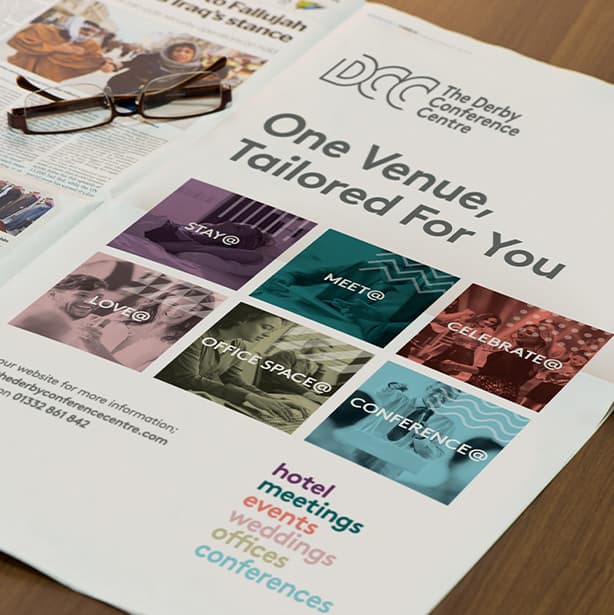 to Fallujah
Iraq's stance
DCC The Derby
Conference
Centre
One Venue,
Tailored For You
STAY@
MEET@
CELEBRATE@
LOVE@
OFFICE SPACE@
CONFERENCE@
our website for more information;
hederbyconferencecentre.com
on 01332 861 842
hotel
meetings
events
weddings
offices
conferences